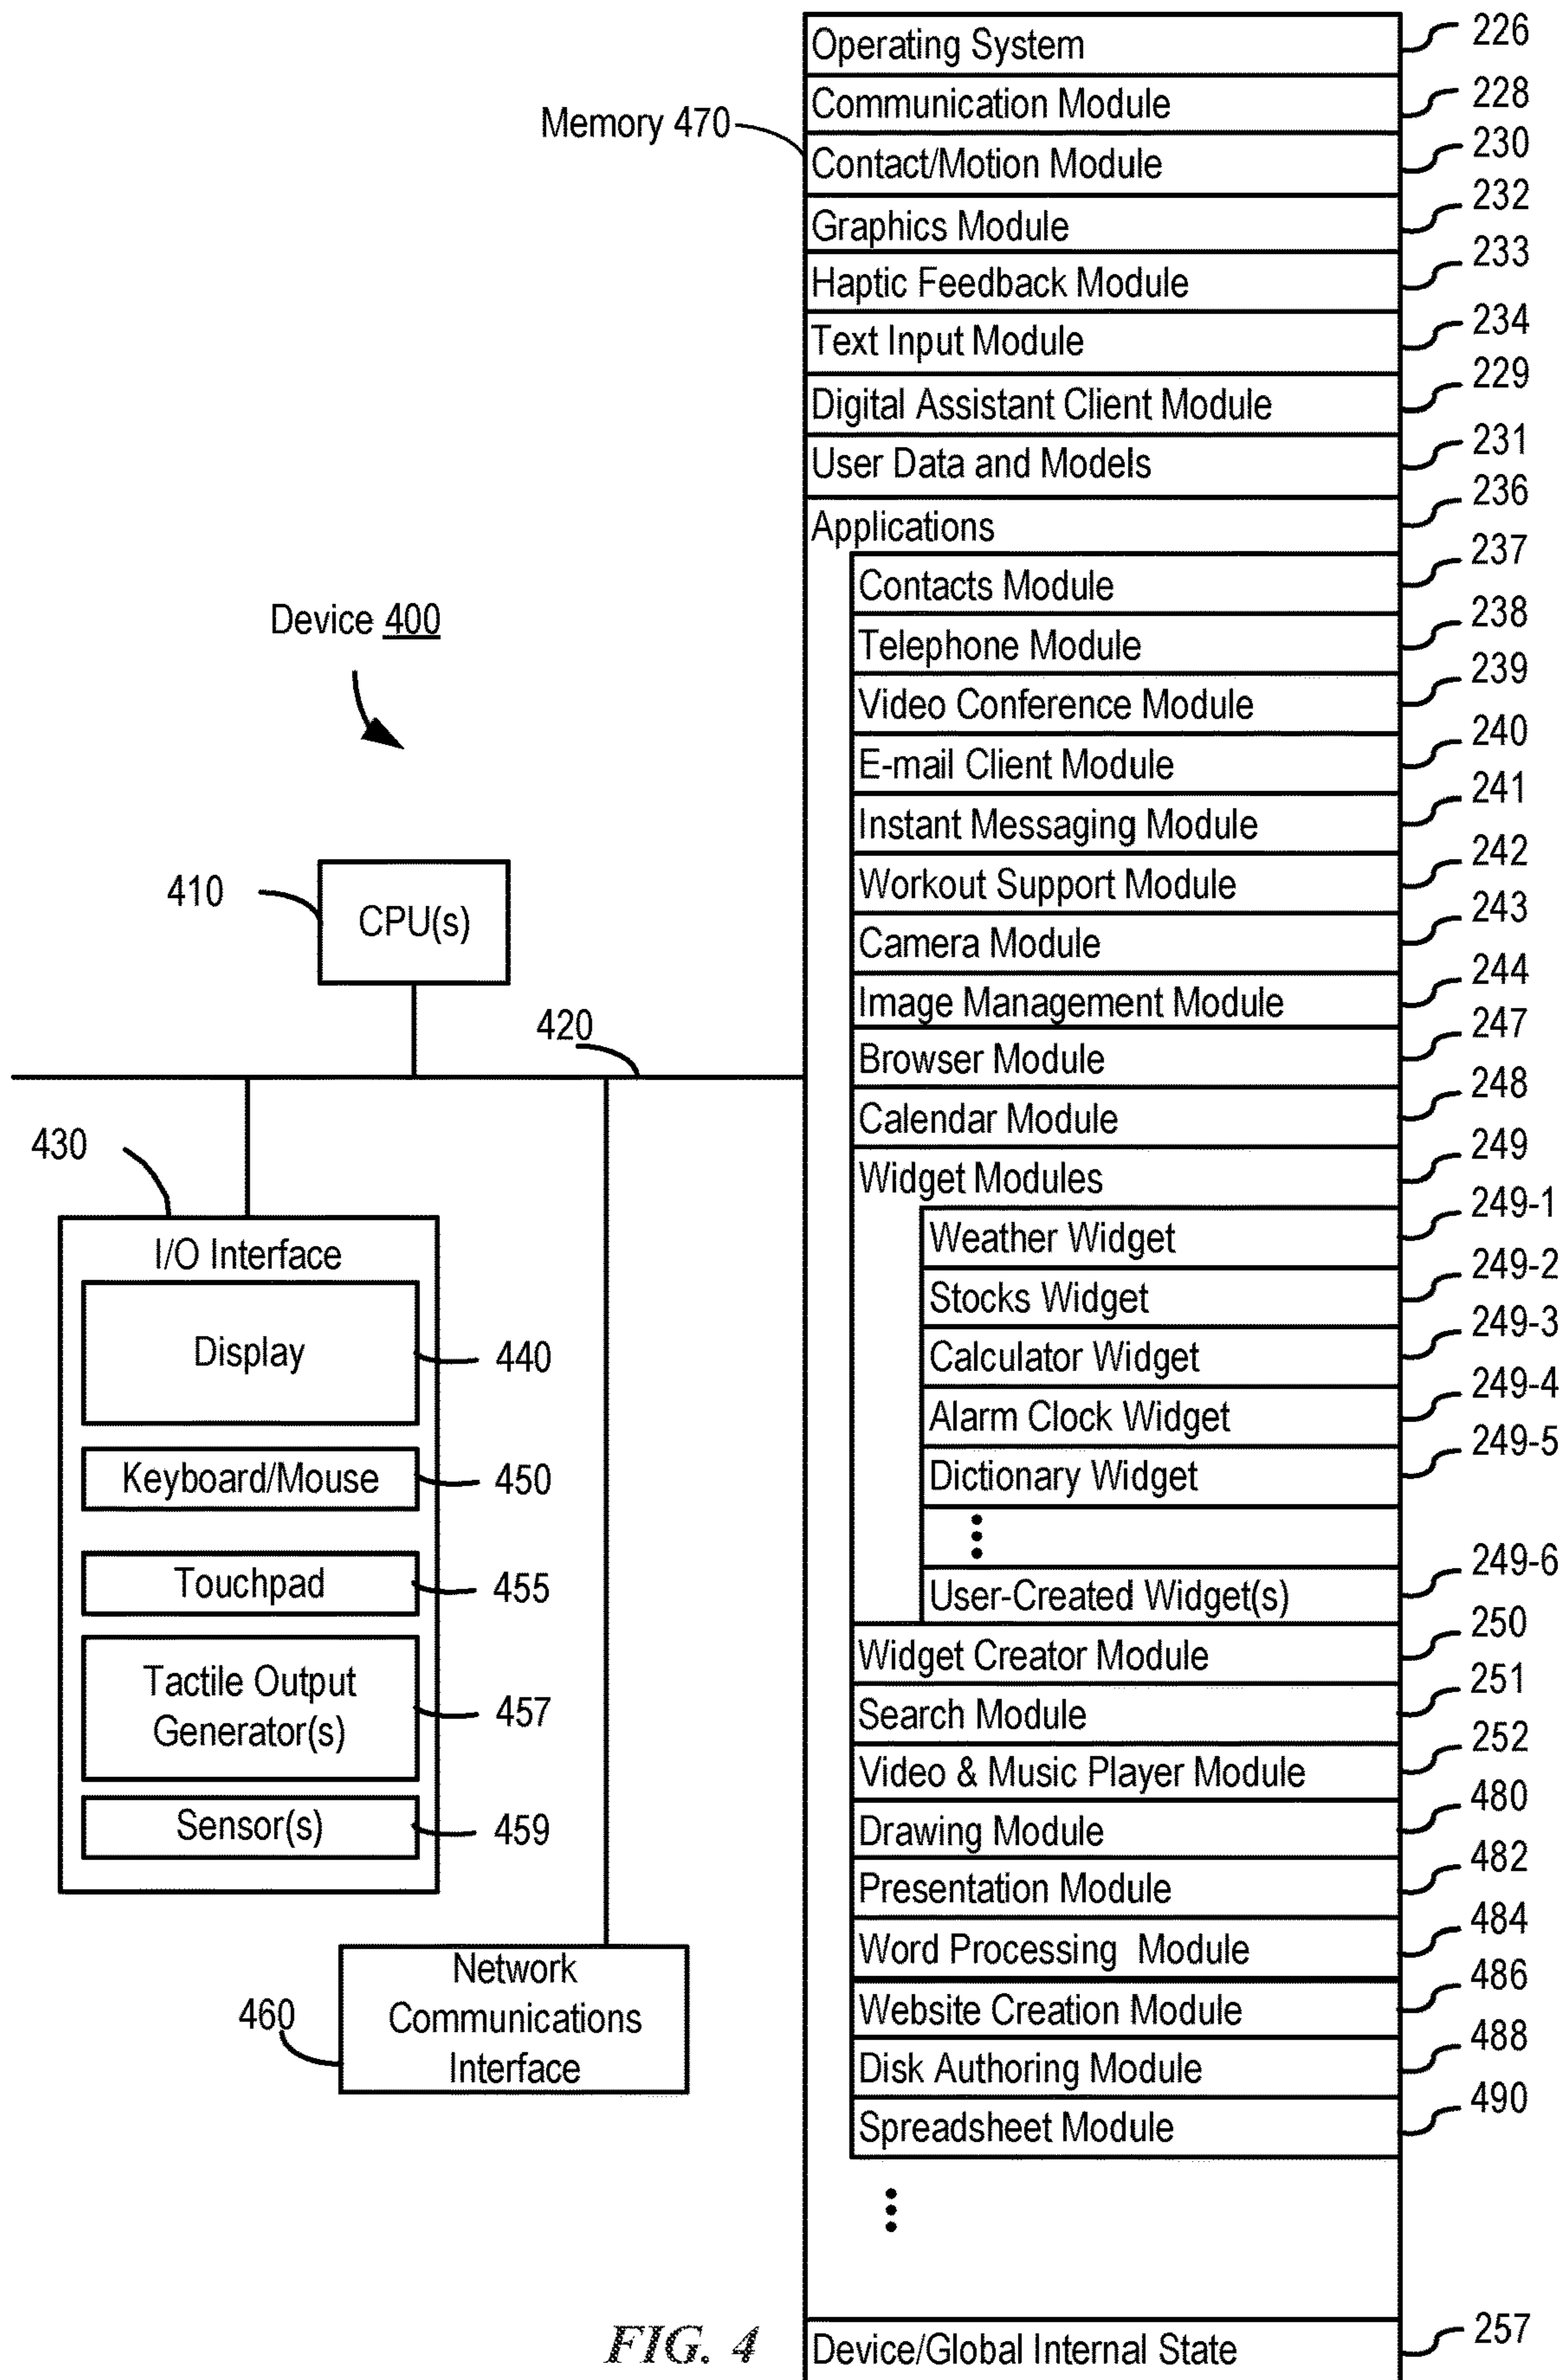 Operating System 226
Communication Module 228
Memory 470
Contact/Motion Module 230
Graphics Module 232
Haptic Feedback Module 233
Text Input Module 234
Digital Assistant Client Module 229
User Data and Models 231
Applications 236
Contacts Module 237
Device 400
Telephone Module 238
Video Conference Module 239
E-mail Client Module 240
Instant Messaging Module 241
Workout Support Module 242
410
CPU(s)
Camera Module 243
Image Management Module 244
420
Browser Module 247
Calendar Module 248
430
Widget Modules 249
Weather Widget 249-1
Stocks Widget 249-2
Calculator Widget 249-3
Alarm Clock Widget 249-4
Dictionary Widget 249-5
User-Created Widget(s) 249-6
I/O Interface
Display 440
Keyboard/Mouse 450
Touchpad 455
Tactile Output
Generator(s) 457
Sensor(s) 459
Widget Creator Module 250
Search Module 251
Video & Music Player Module 252
Drawing Module 480
Presentation Module 482
Word Processing Module 484
Website Creation Module 486
Disk Authoring Module 488
Spreadsheet Module 490
460
Network
Communications
Interface
Device/Global Internal State 257
FIG. 4